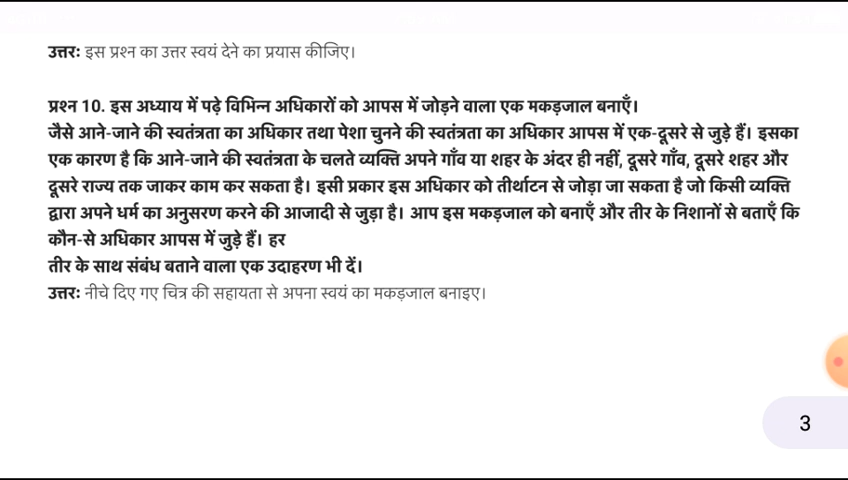 उत्तरः इस प्रश्न का उत्तर स्वयं देने का प्रयास कीजिए।
प्रश्न 10. इस अध्याय में पढ़े विभिन्न अधिकारों को आपस में जोड़ने वाला एक मकड़जाल बनाएँ।
जैसे आने-जाने की स्वतंत्रता का अधिकार तथा पेशा चुनने की स्वतंत्रता का अधिकार आपस में एक-दूसरे से जुड़े हैं। इसका
एक कारण है कि आने-जाने की स्वतंत्रता के चलते व्यक्ति अपने गाँव या शहर के अंदर ही नहीं, दूसरे गाँव, दूसरे शहर और
दूसरे राज्य तक जाकर काम कर सकता है। इसी प्रकार इस अधिकार को तीर्थाटन से जोड़ा जा सकता है जो किसी व्यक्ति
द्वारा अपने धर्म का अनुसरण करने की आजादी से जुड़ा है। आप इस मकड़जाल को बनाएँ और तीर के निशानों से बताएँ कि
कौन-से अधिकार आपस में जुड़े हैं। हर
तीर के साथ संबंध बताने वाला एक उदाहरण भी दें।
उत्तरः नीचे दिए गए चित्र की सहायता से अपना स्वयं का मकड़जाल बनाइए।
3